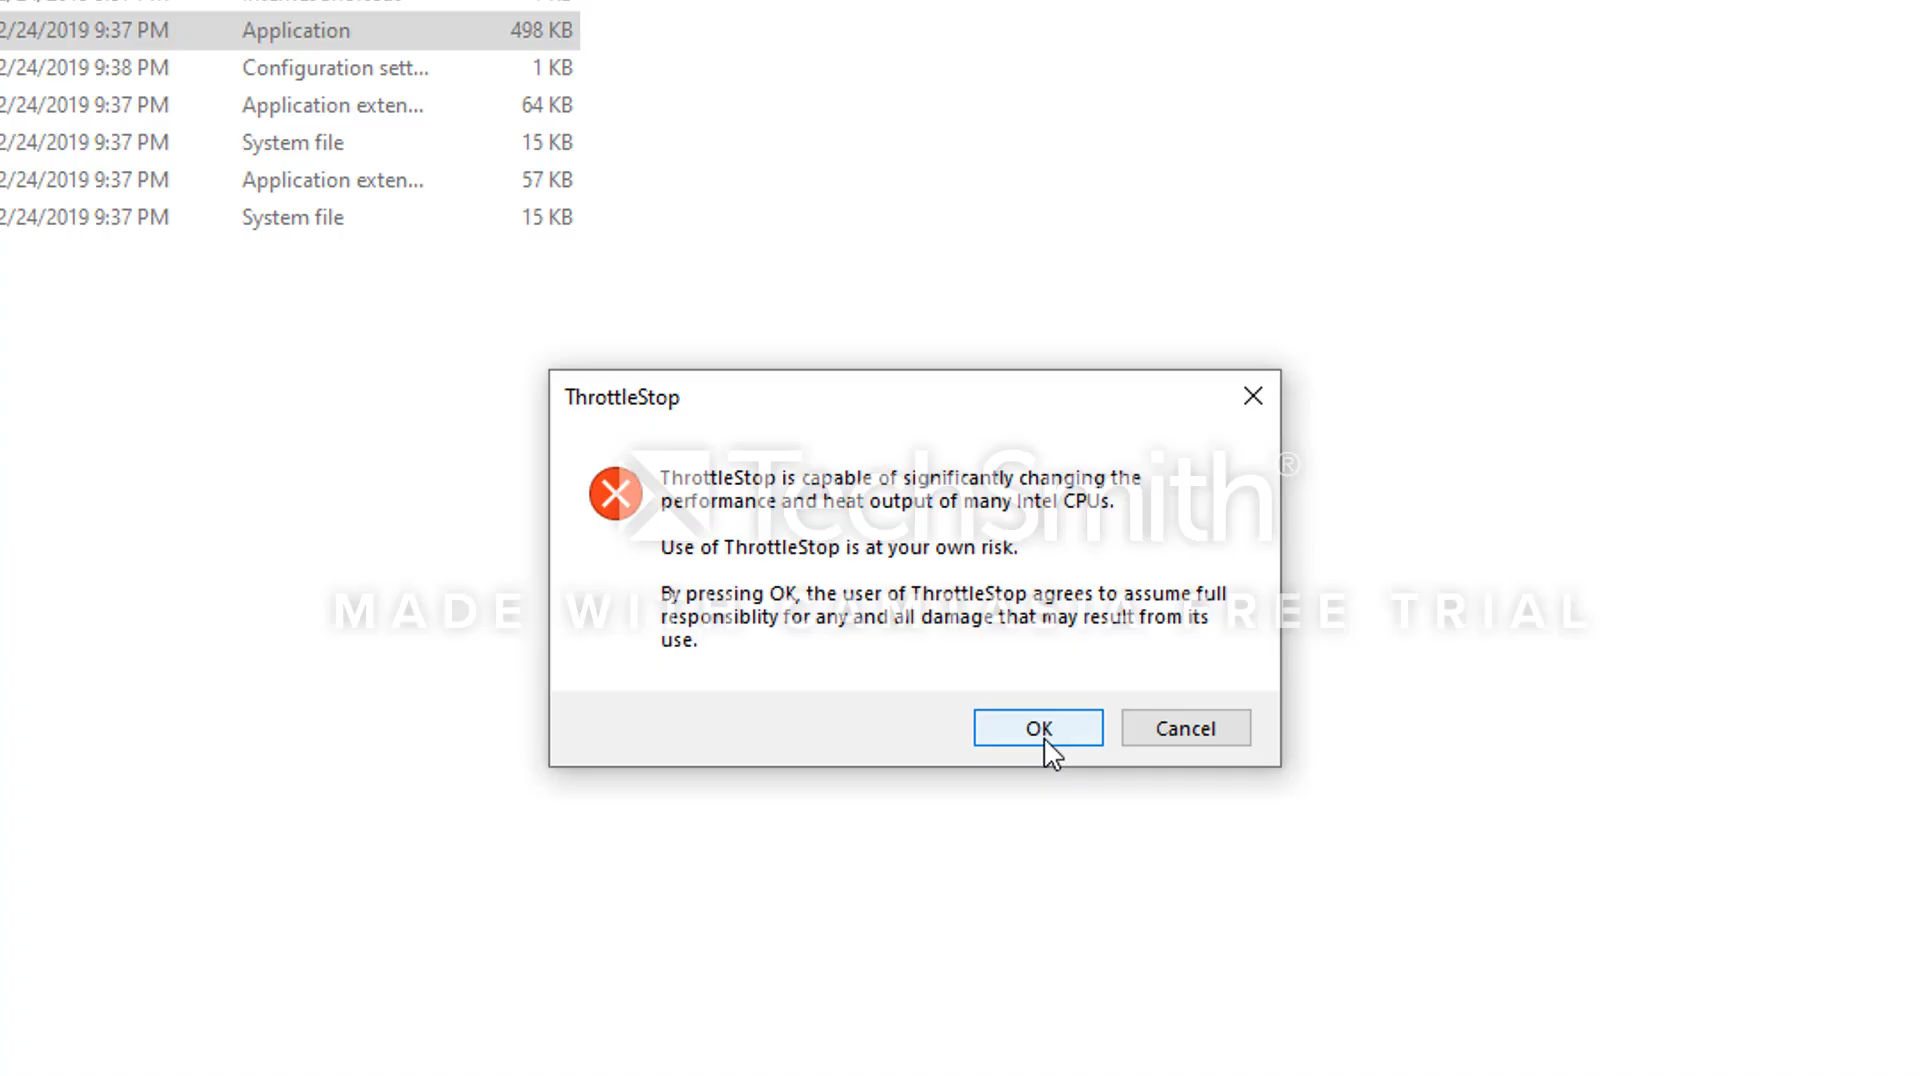 2/24/2019 9:37 PM Application 498 KB
2/24/2019 9:38 PM Configuration sett... 1 KB
2/24/2019 9:37 PM Application exten... 64 KB
2/24/2019 9:37 PM System file 15 KB
2/24/2019 9:37 PM Application exten... 57 KB
2/24/2019 9:37 PM System file 15 KB
ThrottleStop
TechSmith®
ThrottleStop is capable of significantly changing the
performance and heat output of many Intel CPUs.
Use of ThrottleStop is at your own risk.
By pressing OK, the user of ThrottleStop agrees to assume full
responsiblity for any and all damage that may result from its
use.
MADE WITH CAMTASIA FREE TRIAL
OK Cancel